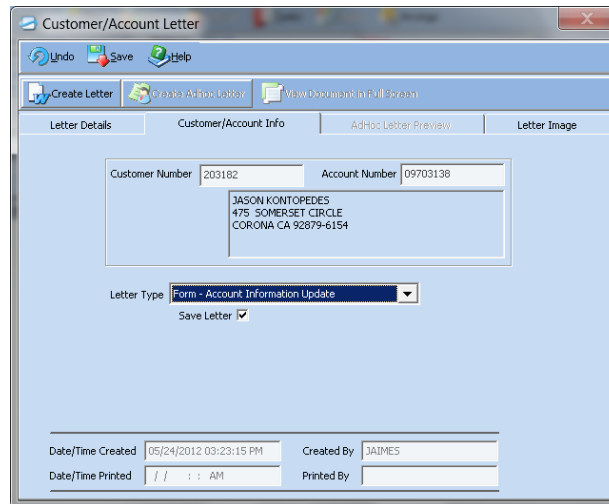 Customer/Account Letter
Undo Save Help
Create Letter Create Adhoc Letter View Document in Full Screen
Letter Details Customer/Account Info AdHoc Letter Preview Letter Image
Customer Number 203182 Account Number 09703138
JASON KONTOPEDES
475 SOMERSET CIRCLE
CORONA CA 92879-6154
Letter Type Form - Account Information Update
Save Letter
Date/Time Created 05/24/2012 03:23:15 PM Created By JAIMES
Date/Time Printed / / : : AM Printed By